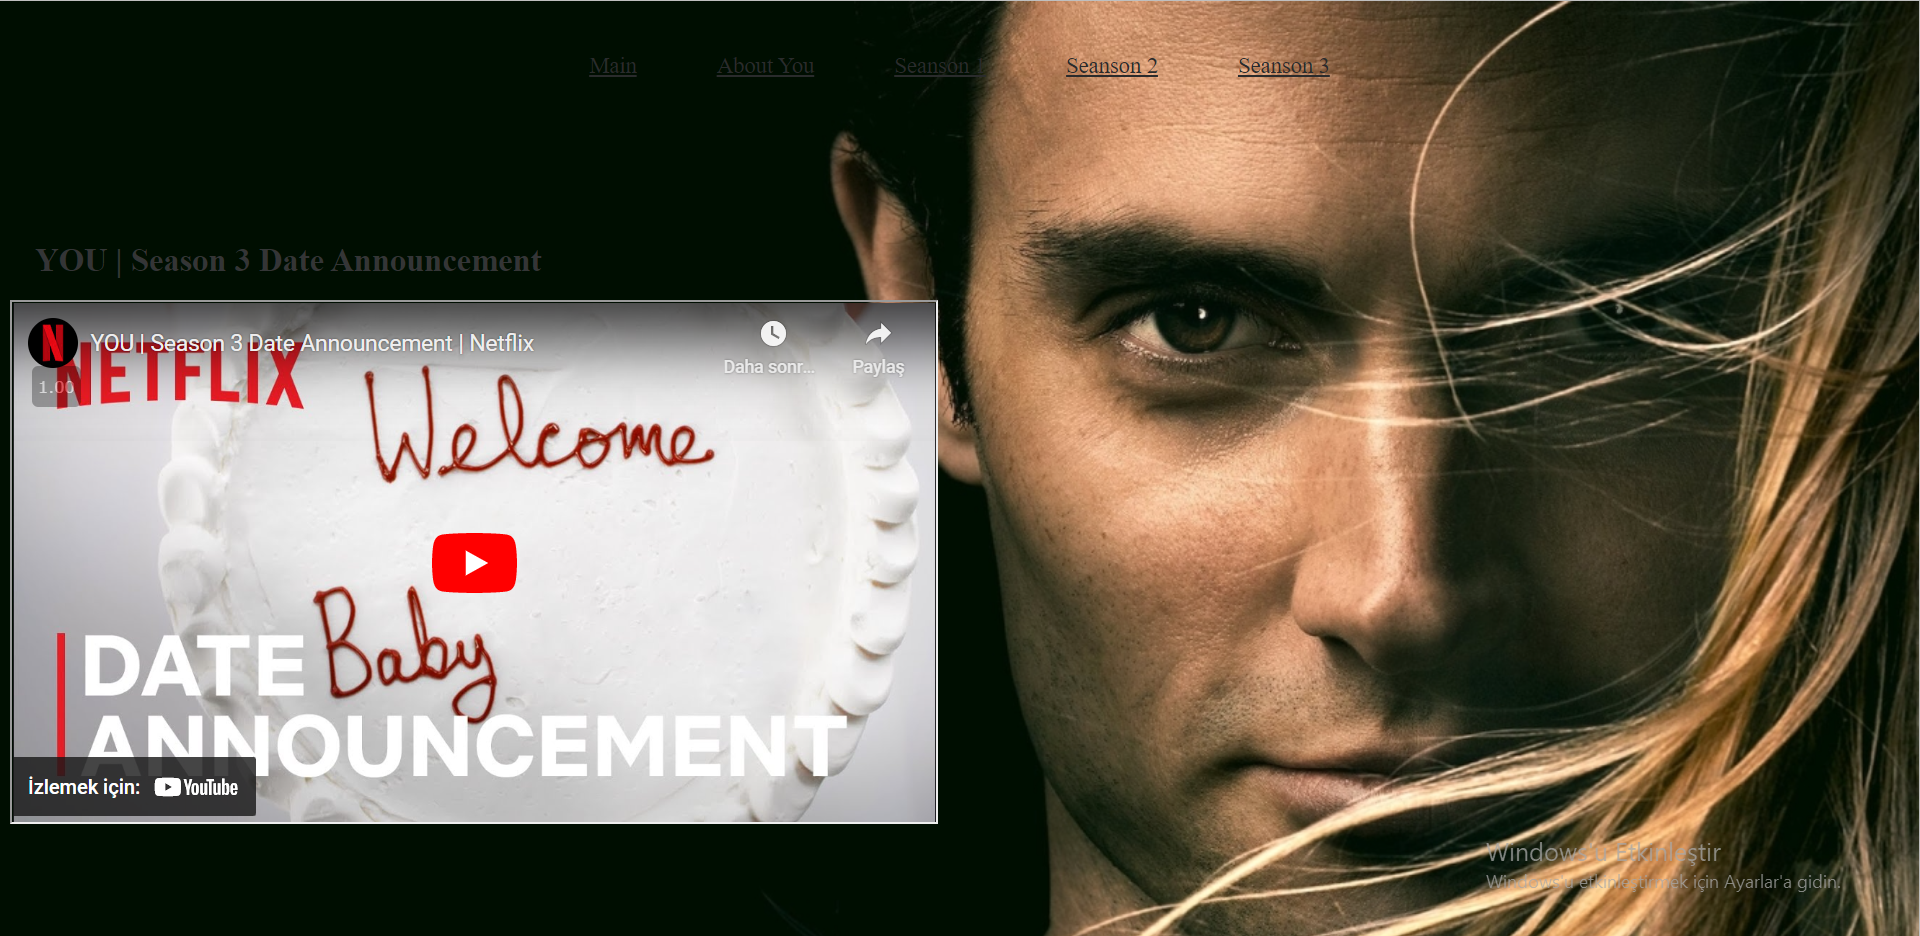 Main About You Seanson 1 Seanson 2 Seanson 3
YOU | Season 3 Date Announcement
YOU | Season 3 Date Announcement | Netflix
Daha sonr... Paylaş
NETFLIX
1.00
Welcome
Baby
DATE
ANNOUNCEMENT
İzlemek için: YouTube
Windows'u Etkinleştir
Windows'u etkinleştirmek için Ayarlar'a gidin.